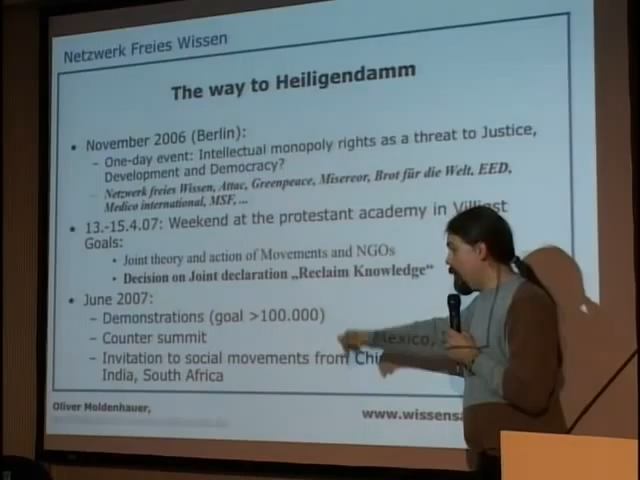 Netzwerk Freies Wissen
The way to Heiligendamm
• November 2006 (Berlin):
– One-day event: Intellectual monopoly rights as a threat to Justice,
Development and Democracy?
– Netzwerk freies Wissen, Attac, Greenpeace, Misereor, Brot für die Welt, EED,
Medico international, MSF, ...
• 13.-15.4.07: Weekend at the protestant academy in Villigst
Goals:
• Joint theory and action of Movements and NGOs
• Decision on Joint declaration „Reclaim Knowledge“
• June 2007:
– Demonstrations (goal >100.000)
– Counter summit
– Invitation to social movements from
India, South Africa
Oliver Moldenhauer,